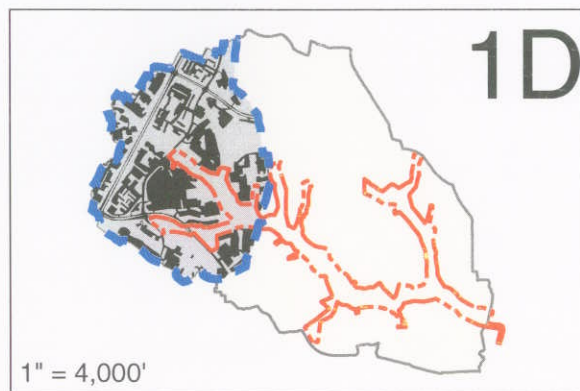 1D
1" = 4,000'